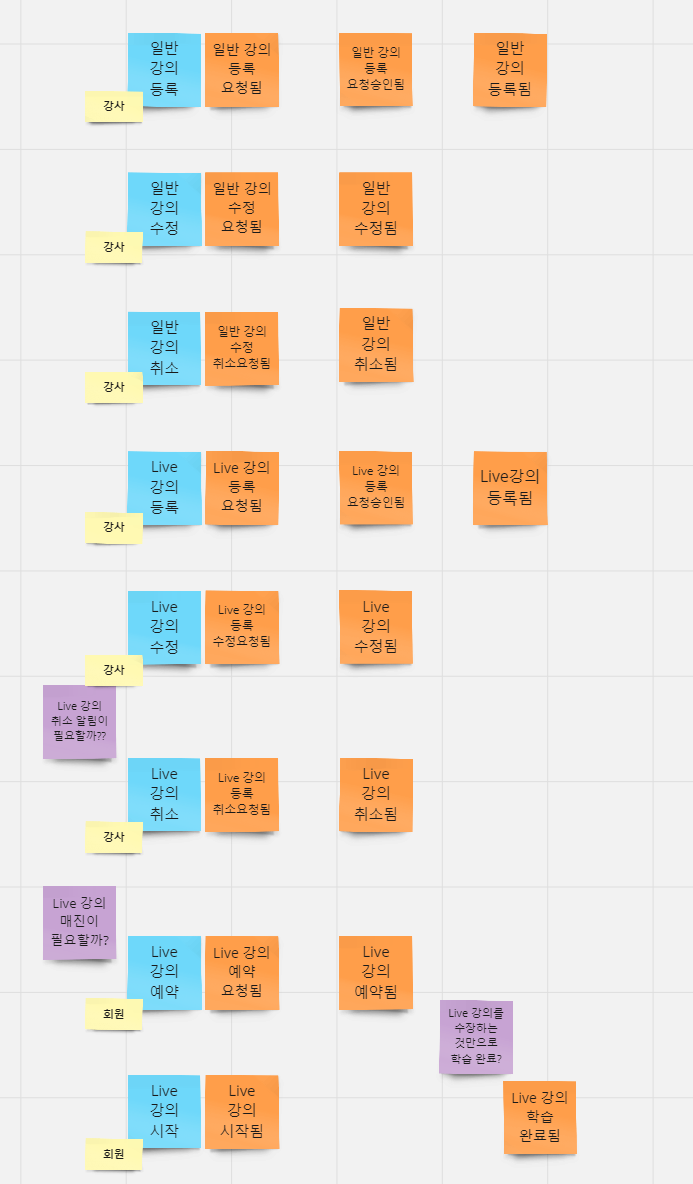 일반
강의
등록
일반 강의
등록
요청됨
일반 강의
등록
요청승인됨
일반
강의
등록됨
강사
일반
강의
수정
일반 강의
수정
요청됨
일반
강의
수정됨
강사
일반
강의
취소
일반 강의
수정
취소요청됨
일반
강의
취소됨
강사
Live
강의
등록
Live 강의
등록
요청됨
Live 강의
등록
요청승인됨
Live강의
등록됨
강사
Live
강의
수정
Live 강의
등록
수정요청됨
Live
강의
수정됨
강사
Live 강의
취소 알림이
필요할까??
Live
강의
취소
Live 강의
등록
취소요청됨
Live
강의
취소됨
강사
Live 강의
매진이
필요할까?
Live
강의
예약
Live 강의
예약
요청됨
Live
강의
예약됨
회원
Live 강의를
수장하는
것만으로
학습 완료?
Live
강의
시작
Live
강의
시작됨
Live 강의
학습
완료됨
회원